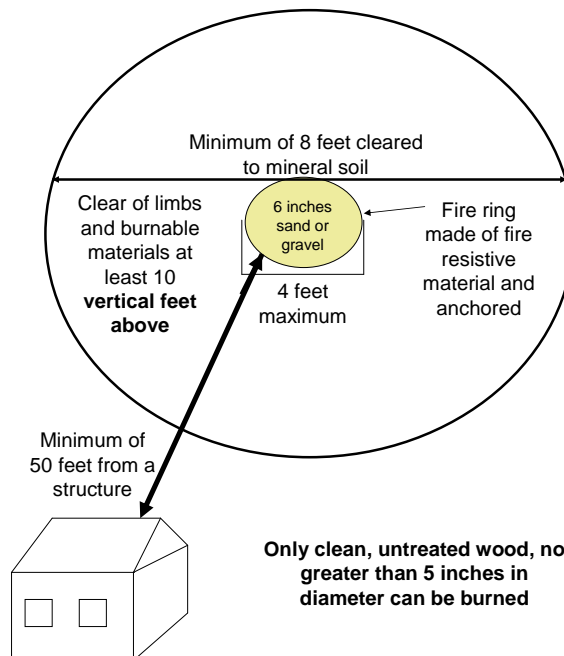 Minimum of 8 feet cleared
to mineral soil
Clear of limbs
and burnable
materials at
least 10
vertical feet
above
6 inches
sand or
gravel
Fire ring
made of fire
resistive
material and
anchored
4 feet
maximum
Minimum of
50 feet from a
structure
Only clean, untreated wood, no
greater than 5 inches in
diameter can be burned